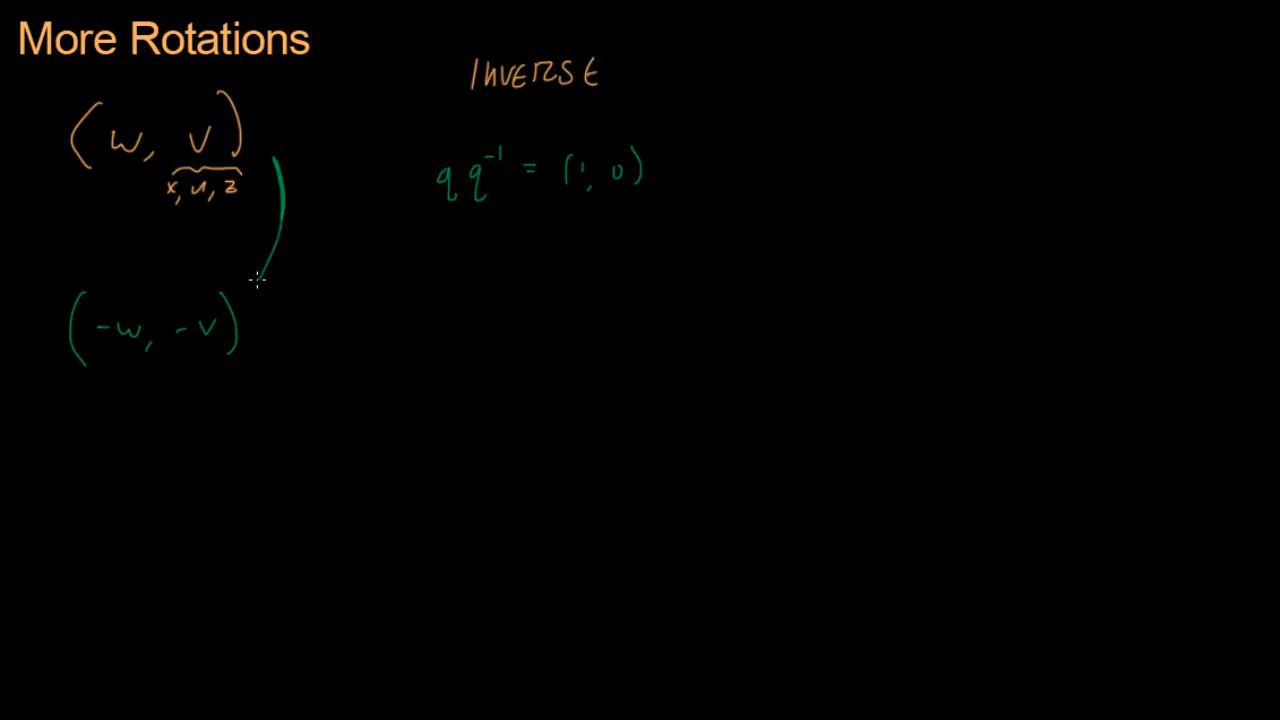 More Rotations
INVERSE
(w, v)
x, y, z
q q⁻¹ = (1, 0)
(-w, -v)